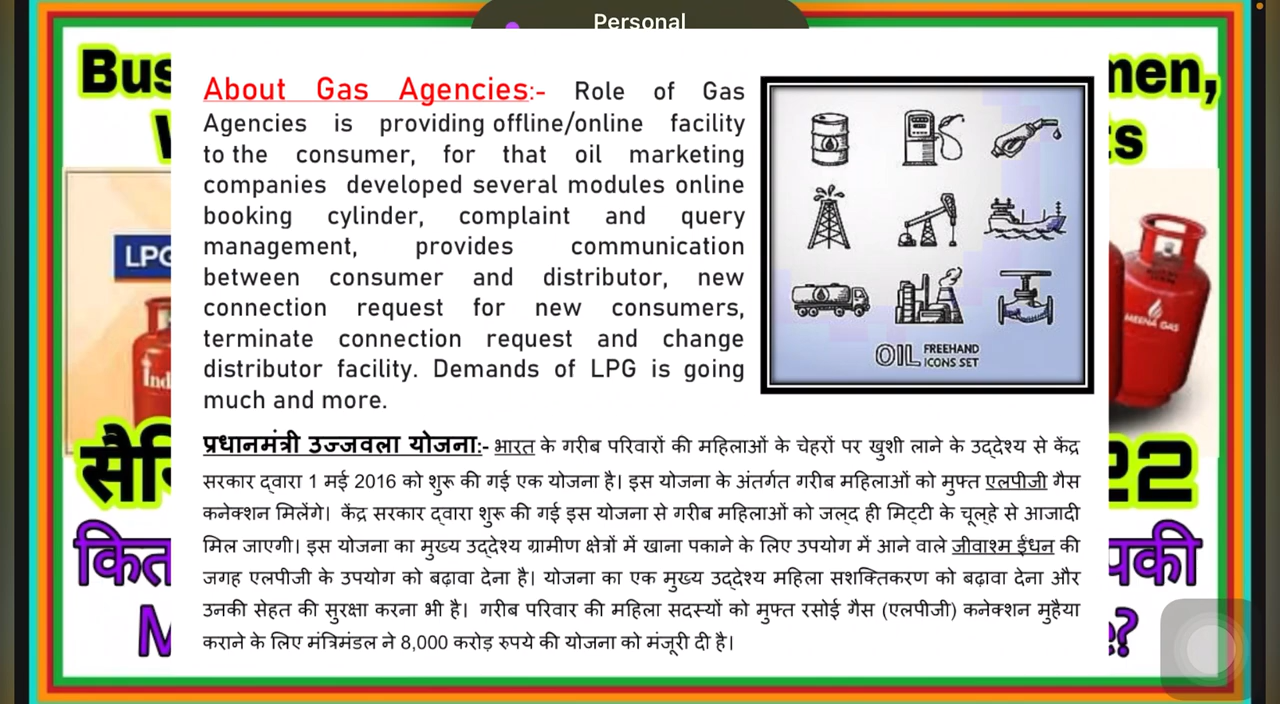 Personal
About Gas Agencies:- Role of Gas
Agencies is providing offline/online facility
to the consumer, for that oil marketing
companies developed several modules online
booking cylinder, complaint and query
management, provides communication
between consumer and distributor, new
connection request for new consumers,
terminate connection request and change
distributor facility. Demands of LPG is going
much and more.
OIL FREEHAND
ICONS SET
प्रधानमंत्री उज्जवला योजना:- भारत के गरीब परिवारों की महिलाओं के चेहरों पर खुशी लाने के उद्देश्य से केंद्र
सरकार द्वारा 1 मई 2016 को शुरू की गई एक योजना है। इस योजना के अंतर्गत गरीब महिलाओं को मुफ्त एलपीजी गैस
कनेक्शन मिलेंगे। केंद्र सरकार द्वारा शुरू की गई इस योजना से गरीब महिलाओं को जल्द ही मिट्टी के चूल्हे से आजादी
मिल जाएगी। इस योजना का मुख्य उद्देश्य ग्रामीण क्षेत्रों में खाना पकाने के लिए उपयोग में आने वाले जीवाश्म ईंधन की
जगह एलपीजी के उपयोग को बढ़ावा देना है। योजना का एक मुख्य उद्देश्य महिला सशक्तिकरण को बढ़ावा देना और
उनकी सेहत की सुरक्षा करना भी है। गरीब परिवार की महिला सदस्यों को मुफ्त रसोई गैस (एलपीजी) कनेक्शन मुहैया
कराने के लिए मंत्रिमंडल ने 8,000 करोड़ रुपये की योजना को मंजूरी दी है।
MEENA GAS